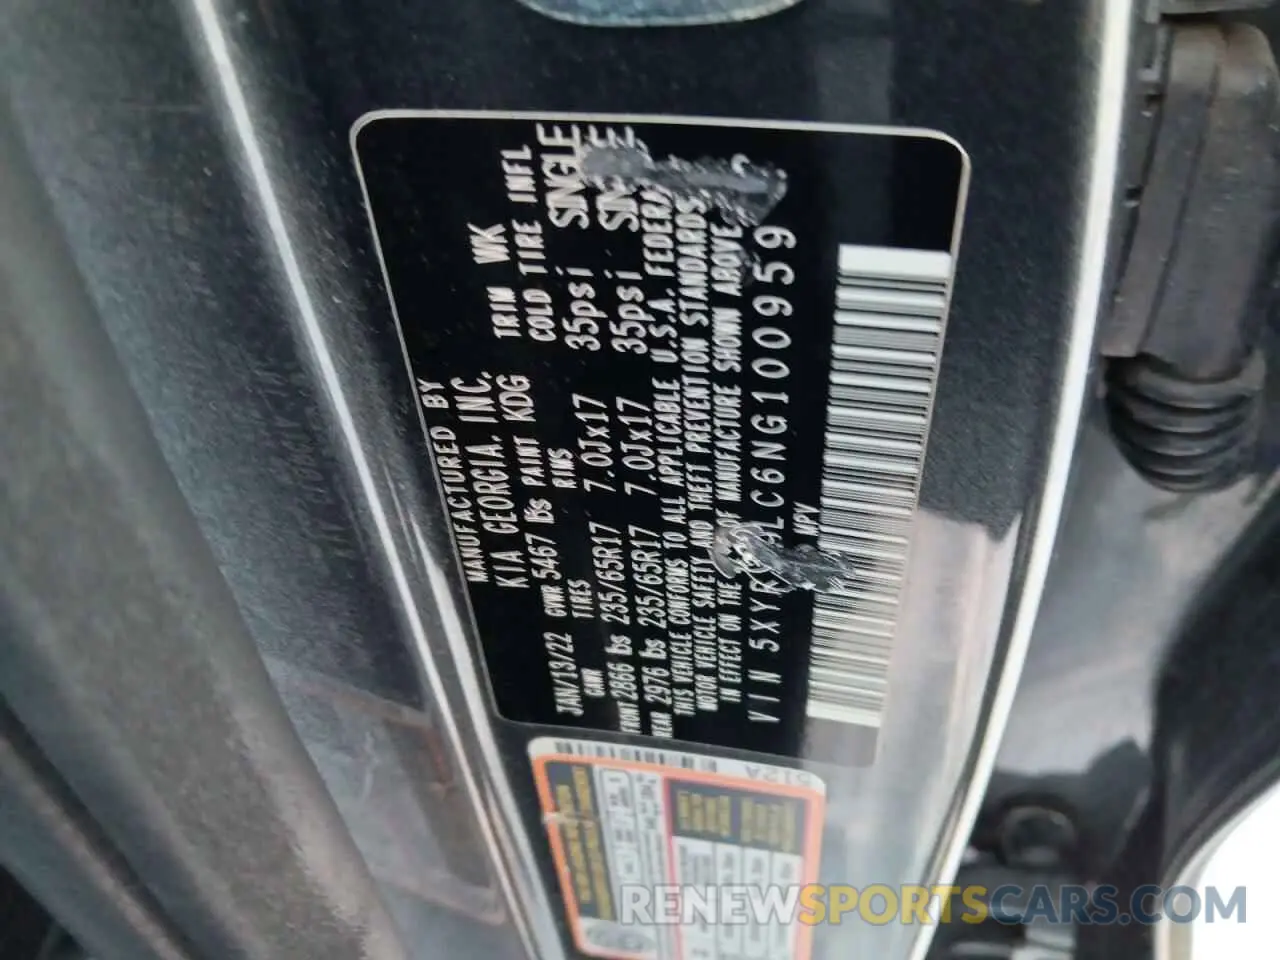 MANUFACTURED BY
KIA GEORGIA, INC.
JAN/13/22 GVWR 5467 lbs PAINT KDG TRIM WK
GAWR TIRES RIMS COLD TIRE INFL
FRONT 2866 lbs 235/65R17 7.0Jx17 35psi SINGLE
REAR 2976 lbs 235/65R17 7.0Jx17 35psi
THIS VEHICLE CONFORMS TO ALL APPLICABLE U.S.A. FEDERAL
MOTOR VEHICLE SAFETY AND THEFT PREVENTION STANDARDS
IN EFFECT ON THE OF MANUFACTURE SHOWN ABOVE.
VIN 5XYR LC6NG100959
MPV
512A
RENEWSPORTSCARS.COM